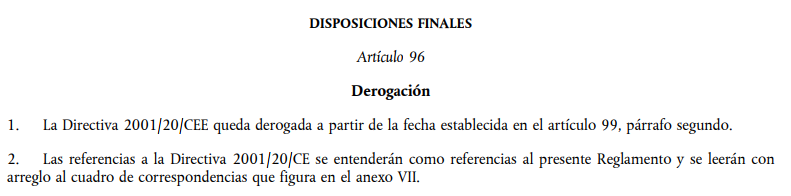 DISPOSICIONES FINALES
Artículo 96
Derogación
1. La Directiva 2001/20/CEE queda derogada a partir de la fecha establecida en el artículo 99, párrafo segundo.
2. Las referencias a la Directiva 2001/20/CE se entenderán como referencias al presente Reglamento y se leerán con
arreglo al cuadro de correspondencias que figura en el anexo VII.